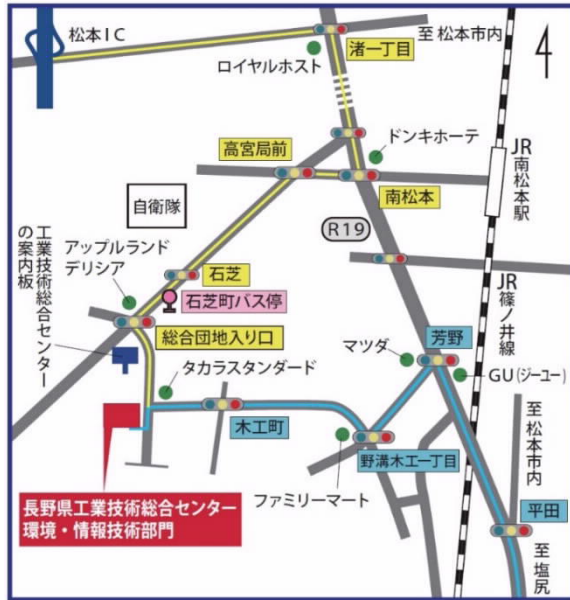 松本IC
ロイヤルホスト
渚一丁目
至 松本市内
4
高宮局前
ドンキホーテ
南松本
JR
南松本駅
自衛隊
R19
工業技術総合センター
の案内板
アップルランド
デリシア
石芝
石芝町バス停
JR
篠ノ井線
総合団地入り口
マツダ
芳野
GU(ジーユー)
タカラスタンダード
木工町
野溝木工一丁目
至 松本市内
ファミリーマート
平田
長野県工業技術総合センター
環境・情報技術部門
至 塩尻